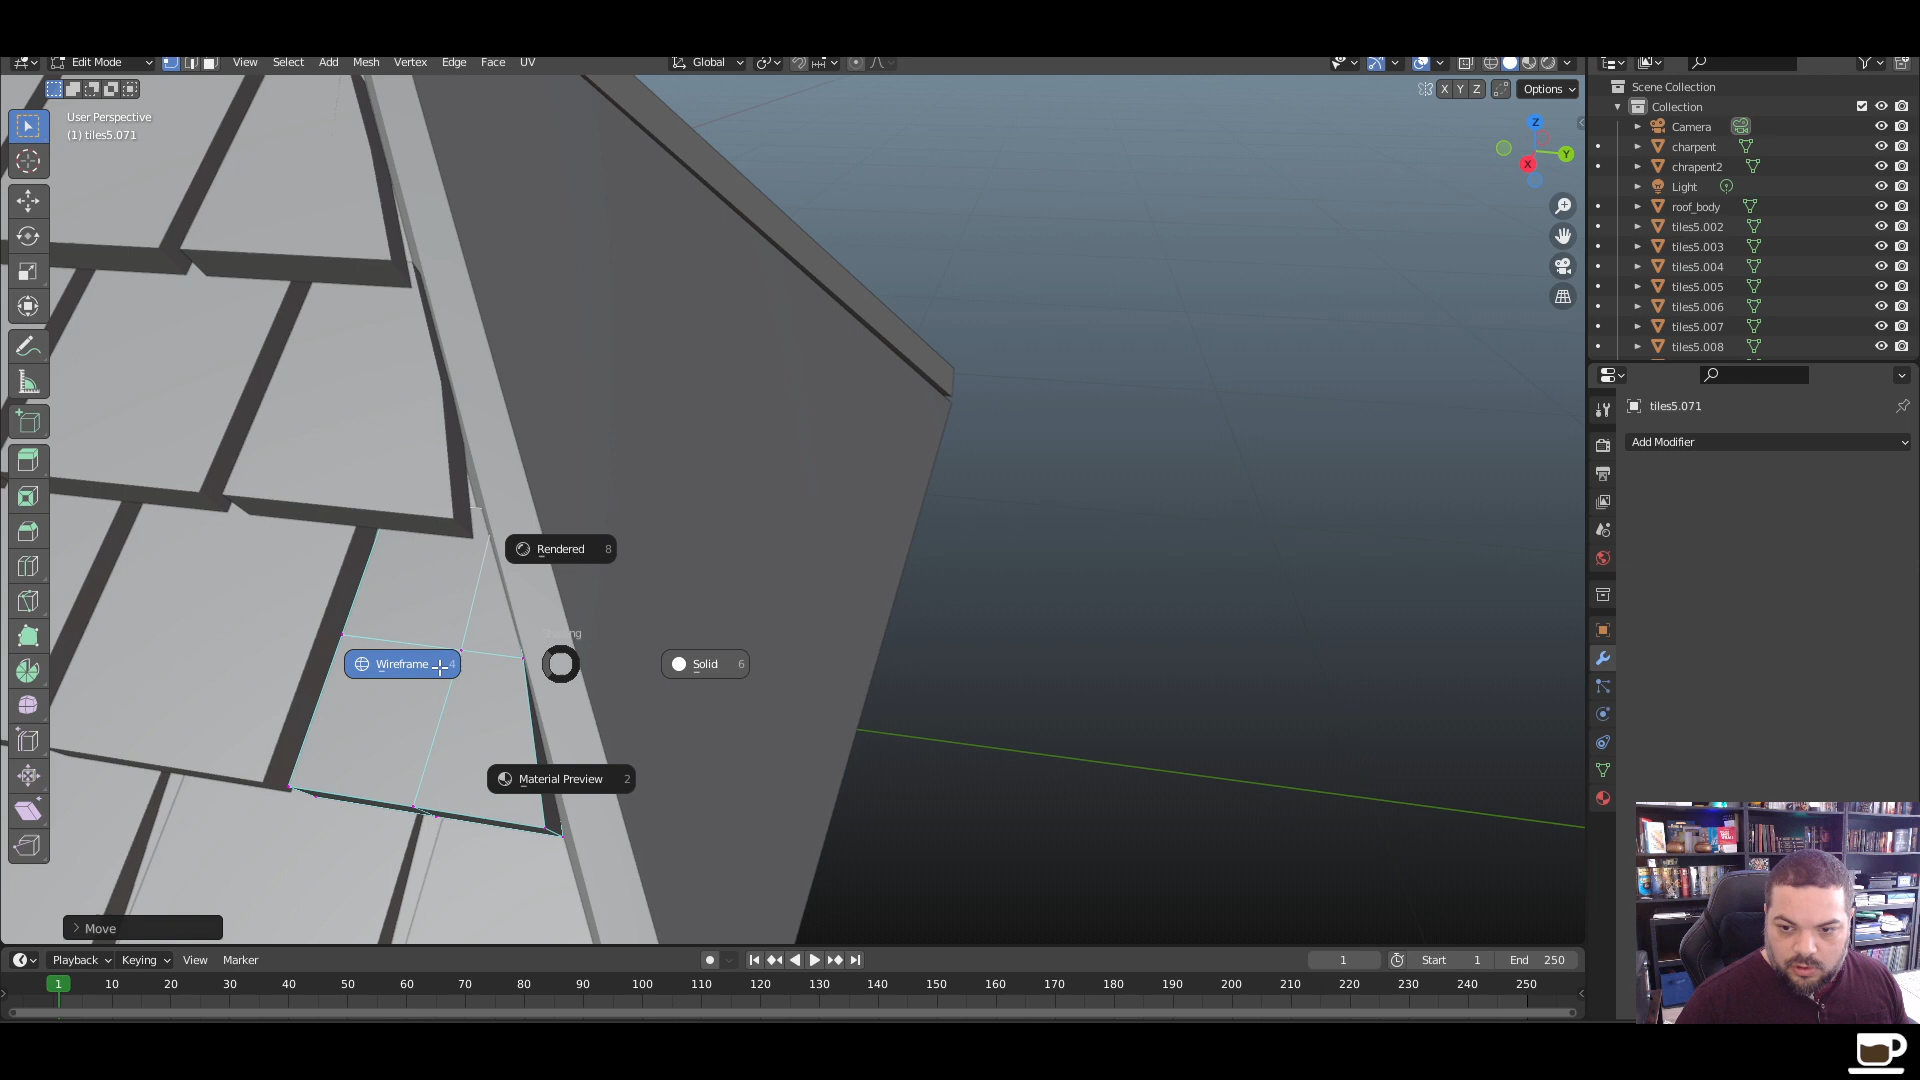 Edit Mode
View
Select
Add
Mesh
Vertex
Edge
Face
UV
Global
X Y Z
Options
User Perspective
(1) tiles5.071
Z
Y
X
Rendered 8
Wireframe 4
Solid 6
Material Preview 2
> Move
Scene Collection
Collection
Camera
charpent
chrapent2
Light
roof_body
tiles5.002
tiles5.003
tiles5.004
tiles5.005
tiles5.006
tiles5.007
tiles5.008
tiles5.071
Add Modifier
Playback
Keying
View
Marker
1
Start 1
End 250
1 10 20 30 40 50 60 70 80 90 100 110 120 130 140 150 160 170 180 190 200 210 220 230 240 250